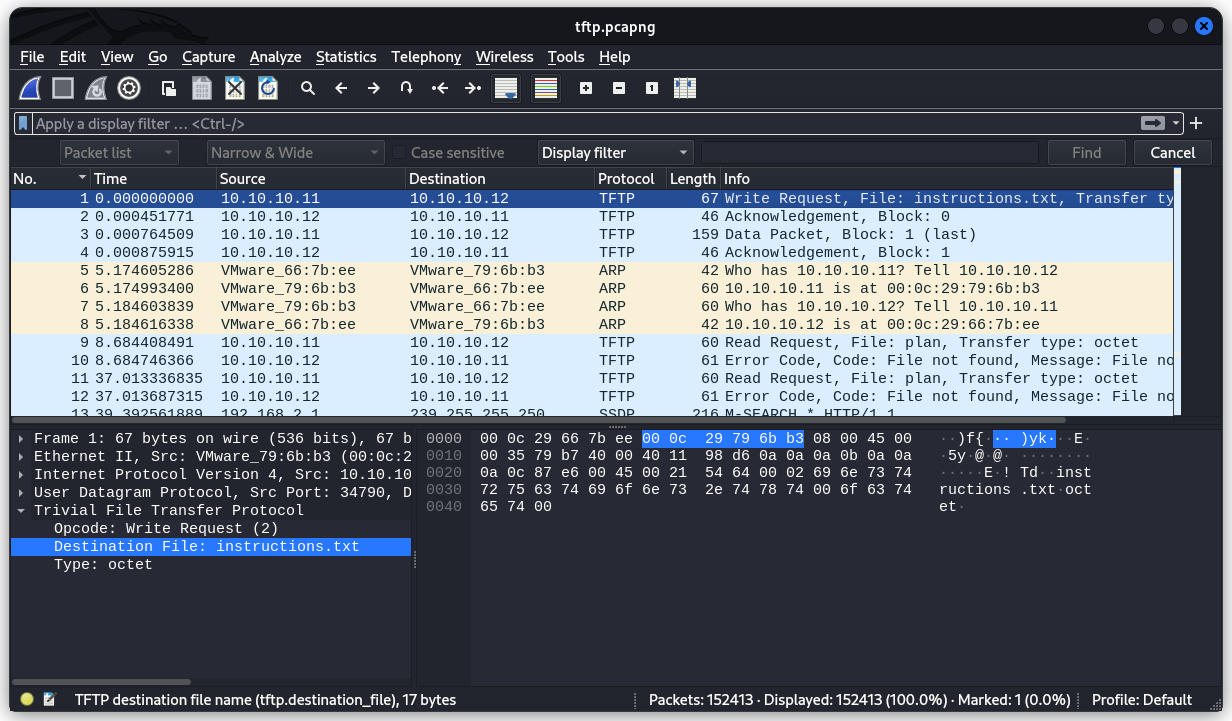 tftp.pcapng
File Edit View Go Capture Analyze Statistics Telephony Wireless Tools Help
Apply a display filter … <Ctrl-/>
Packet list Narrow & Wide Case sensitive Display filter Find Cancel
No. Time Source Destination Protocol Length Info
1 0.000000000 10.10.10.11 10.10.10.12 TFTP 67 Write Request, File: instructions.txt, Transfer ty
2 0.000451771 10.10.10.12 10.10.10.11 TFTP 46 Acknowledgement, Block: 0
3 0.000764509 10.10.10.11 10.10.10.12 TFTP 159 Data Packet, Block: 1 (last)
4 0.000875915 10.10.10.12 10.10.10.11 TFTP 46 Acknowledgement, Block: 1
5 5.174605286 VMware_66:7b:ee VMware_79:6b:b3 ARP 42 Who has 10.10.10.11? Tell 10.10.10.12
6 5.174993400 VMware_79:6b:b3 VMware_66:7b:ee ARP 60 10.10.10.11 is at 00:0c:29:79:6b:b3
7 5.184603839 VMware_79:6b:b3 VMware_66:7b:ee ARP 60 Who has 10.10.10.12? Tell 10.10.10.11
8 5.184616338 VMware_66:7b:ee VMware_79:6b:b3 ARP 42 10.10.10.12 is at 00:0c:29:66:7b:ee
9 8.684408491 10.10.10.11 10.10.10.12 TFTP 60 Read Request, File: plan, Transfer type: octet
10 8.684746366 10.10.10.12 10.10.10.11 TFTP 61 Error Code, Code: File not found, Message: File no
11 37.013336835 10.10.10.11 10.10.10.12 TFTP 60 Read Request, File: plan, Transfer type: octet
12 37.013687315 10.10.10.12 10.10.10.11 TFTP 61 Error Code, Code: File not found, Message: File no
13 39.392561889 192.168.2.1 239.255.255.250 SSDP 216 M-SEARCH * HTTP/1.1
Frame 1: 67 bytes on wire (536 bits), 67 b
Ethernet II, Src: VMware_79:6b:b3 (00:0c:2
Internet Protocol Version 4, Src: 10.10.10
User Datagram Protocol, Src Port: 34790, D
Trivial File Transfer Protocol
Opcode: Write Request (2)
Destination File: instructions.txt
Type: octet
0000 00 0c 29 66 7b ee 00 0c 29 79 6b b3 08 00 45 00 ··)f{··· )yk···E·
0010 00 35 79 b7 40 00 40 11 98 d6 0a 0a 0a 0b 0a 0a ·5y·@·@· ········
0020 0a 0c 87 e6 00 45 00 21 54 64 00 02 69 6e 73 74 ·····E·! Td··inst
0030 72 75 63 74 69 6f 6e 73 2e 74 78 74 00 6f 63 74 ructions .txt·oct
0040 65 74 00 et·
TFTP destination file name (tftp.destination_file), 17 bytes Packets: 152413 · Displayed: 152413 (100.0%) · Marked: 1 (0.0%) Profile: Default